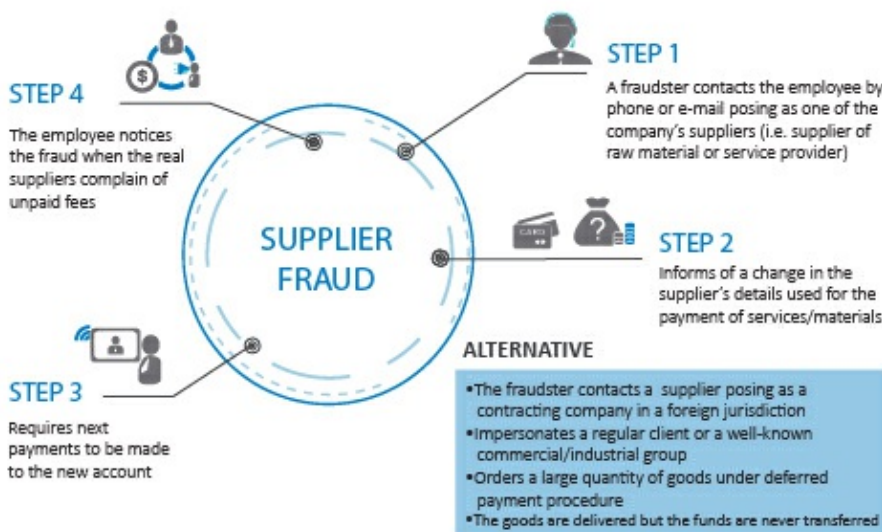 STEP 1
A fraudster contacts the employee by
phone or e-mail posing as one of the
company's suppliers (i.e. supplier of
raw material or service provider)
STEP 2
Informs of a change in the
supplier's details used for the
payment of services/materials
STEP 3
Requires next
payments to be made
to the new account
STEP 4
The employee notices
the fraud when the real
suppliers complain of
unpaid fees
SUPPLIER
FRAUD
$
CARD
?
ALTERNATIVE
•The fraudster contacts a supplier posing as a
contracting company in a foreign jurisdiction
•Impersonates a regular client or a well-known
commercial/industrial group
•Orders a large quantity of goods under deferred
payment procedure
•The goods are delivered but the funds are never transferred